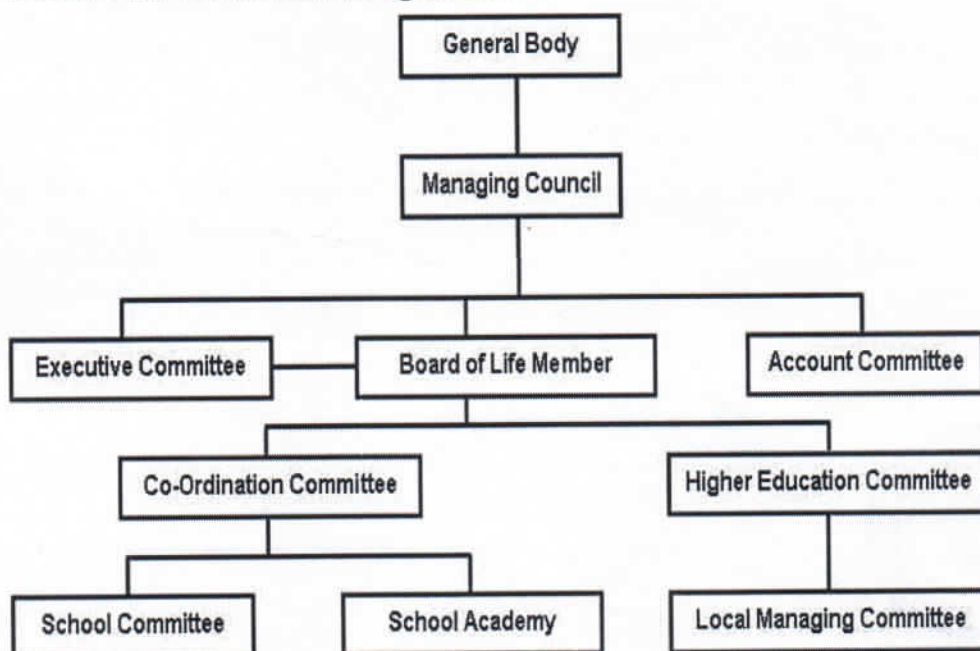 General Body
Managing Council
Executive Committee
Board of Life Member
Account Committee
Co-Ordination Committee
Higher Education Committee
School Committee
School Academy
Local Managing Committee